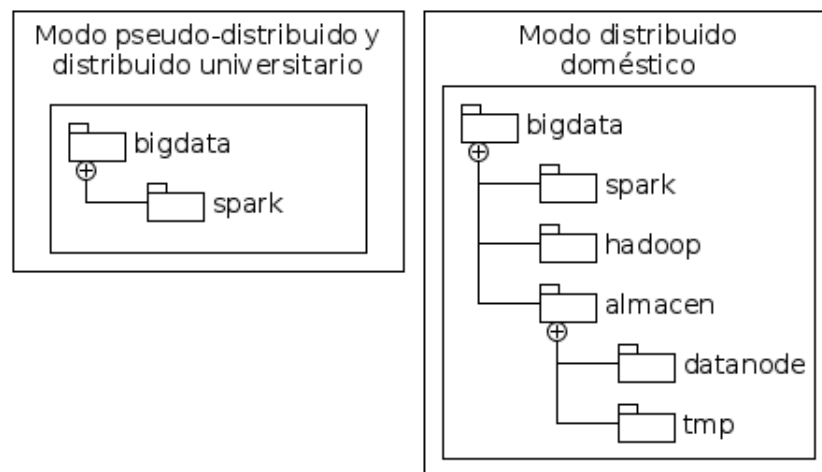 Modo pseudo-distribuido y
distribuido universitario
bigdata
spark
Modo distribuido
doméstico
bigdata
spark
hadoop
almacen
datanode
tmp